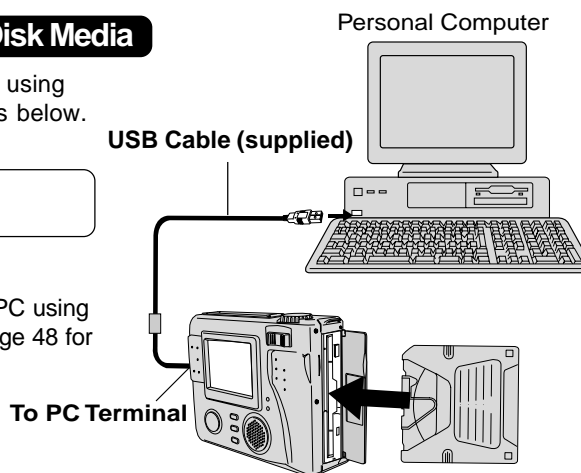 Disk Media
Personal Computer
using
s below.
USB Cable (supplied)
PC using
ge 48 for
To PC Terminal